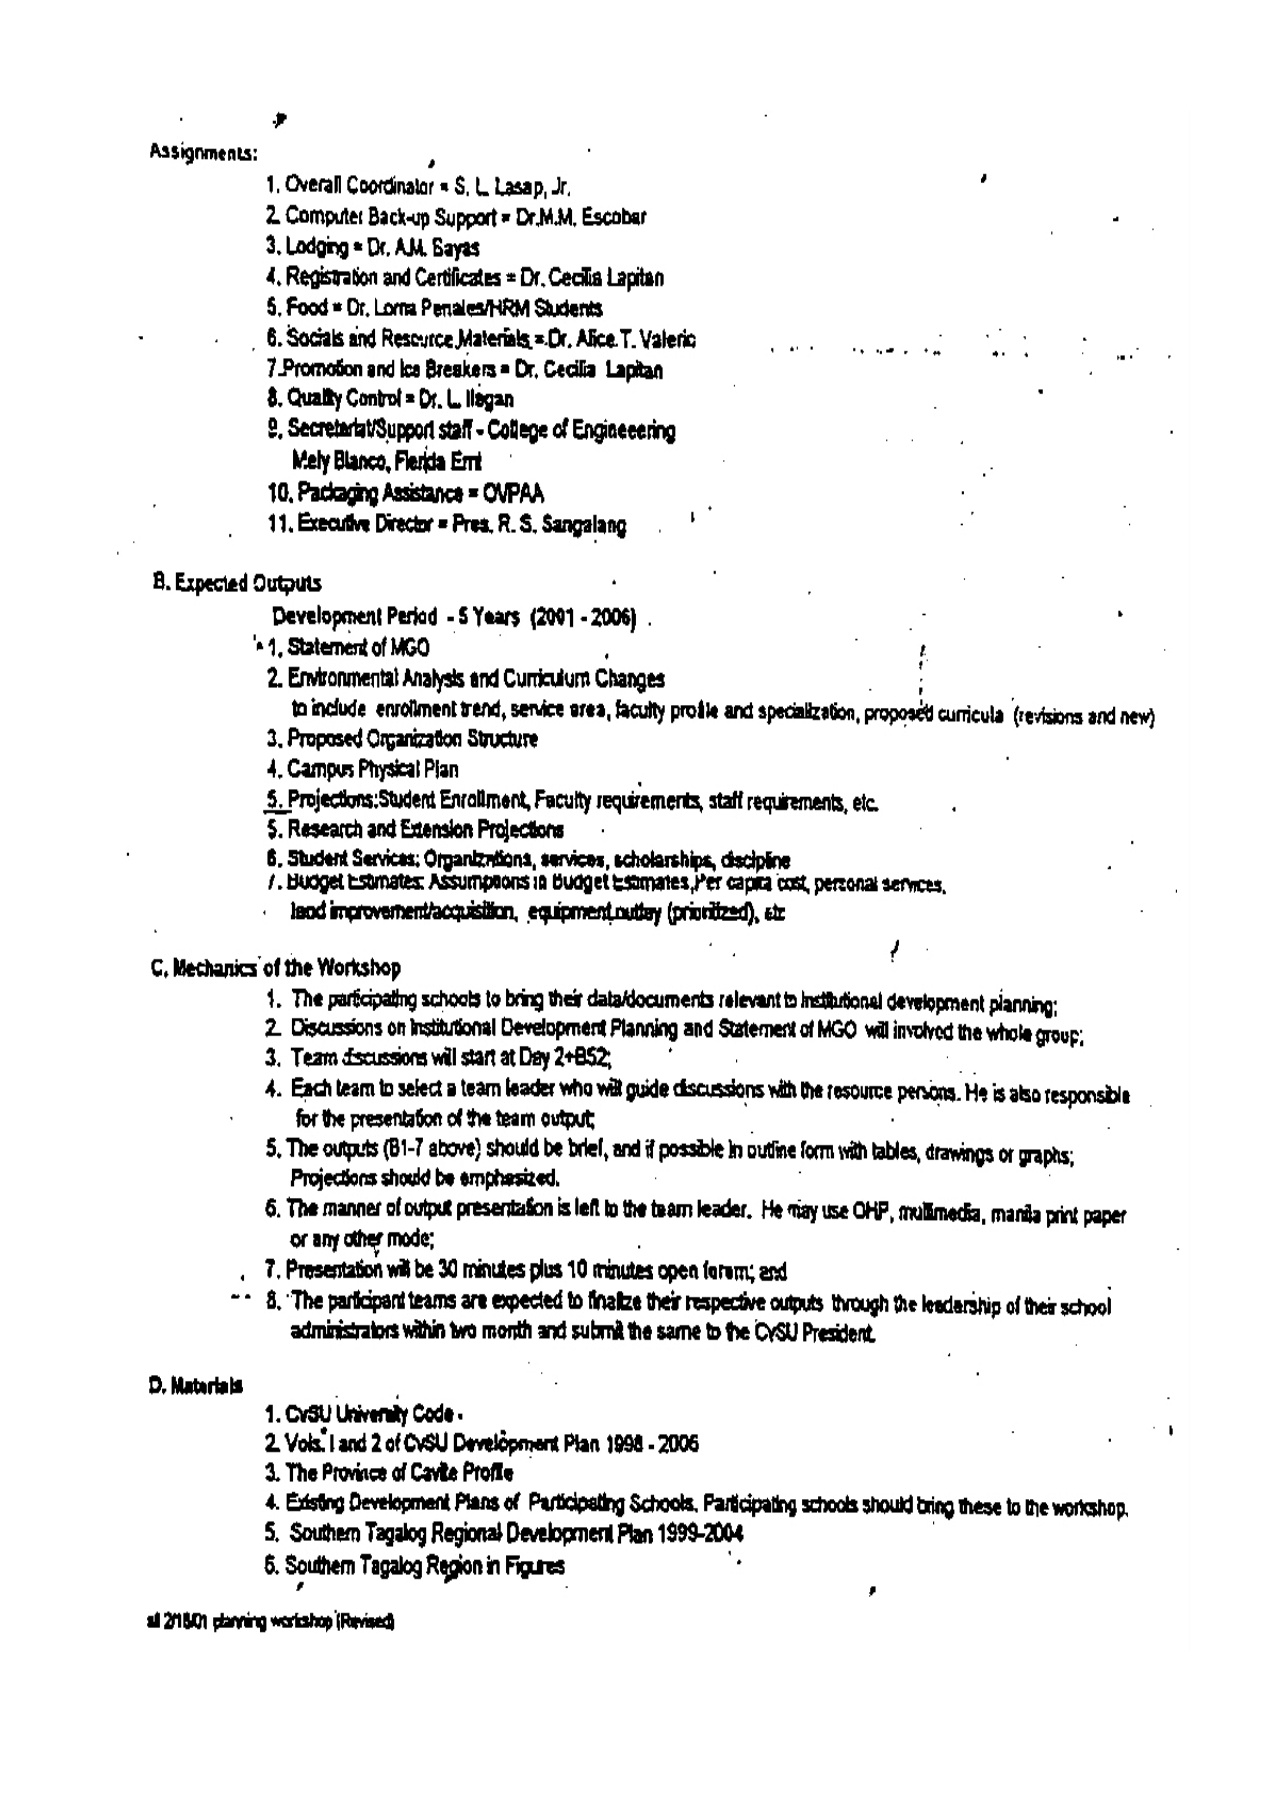 Assignments:
1. Overall Coordinator = S. L. Lasap, Jr.
2. Computer Back-up Support = Dr.M.M. Escobar
3. Lodging = Dr. A.M. Bayas
4. Registration and Certificates = Dr. Cecilia Lapitan
5. Food = Dr. Lorna Penales/HRM Students
6. Socials and Resource Materials = Dr. Alice T. Valerio
7.Promotion and Ice Breakers = Dr. Cecilia Lapitan
8. Quality Control = Dr. L. Ilagan
9. Secretariat/Support staff - College of Engineeering
Mely Blanco, Flerida
10. Packaging Assistance = OVPAA
11. Executive Director = Pres. R. S. Sangalang
B. Expected Outputs
Development Period - 5 Years (2001 - 2006)
1. Statement of MGO
2. Environmental Analysis and Curriculum Changes
to include enrollment trend, service area, faculty profile and specialization, proposed curricula (revisions and new)
3. Proposed Organization Structure
4. Campus Physical Plan
5. Projections:Student Enrollment, Faculty requirements, staff requirements, etc.
5. Research and Extension Projections
6. Student Services: Organizations, services, scholarships, discipline
7. Budget Estimates: Assumptions in Budget Estimates,Per capita cost, personal services,
land improvement/acquisition, equipment outlay (prioritized), etc
C. Mechanics of the Workshop
1. The participating schools to bring their data/documents relevant to institutional development planning;
2. Discussions on Institutional Development Planning and Statement of MGO will involved the whole group;
3. Team discussions will start at Day 2
4. Each team to select a team leader who will guide discussions with the resource persons. He is also responsible
for the presentation of the team output;
5. The outputs (B1-7 above) should be brief, and if possible in outline form with tables, drawings or graphs;
Projections should be emphasized.
6. The manner of output presentation is left to the team leader. He may use OHP, multimedia, manila print paper
or any other mode;
7. Presentation will be 30 minutes plus 10 minutes open forum; and
8. The participant teams are expected to finalize their respective outputs through the leadership of their school
administrators within two month and submit the same to the CvSU President.
D. Materials
1. CvSU University Code
2. Vols. 1 and 2 of CvSU Development Plan 1998 - 2006
3. The Province of Cavite Profile
4. Existing Development Plans of Participating Schools. Participating schools should bring these to the workshop.
5. Southern Tagalog Regional Development Plan 1999-2004
6. Southern Tagalog Region in Figures
planning workshop (Revised)